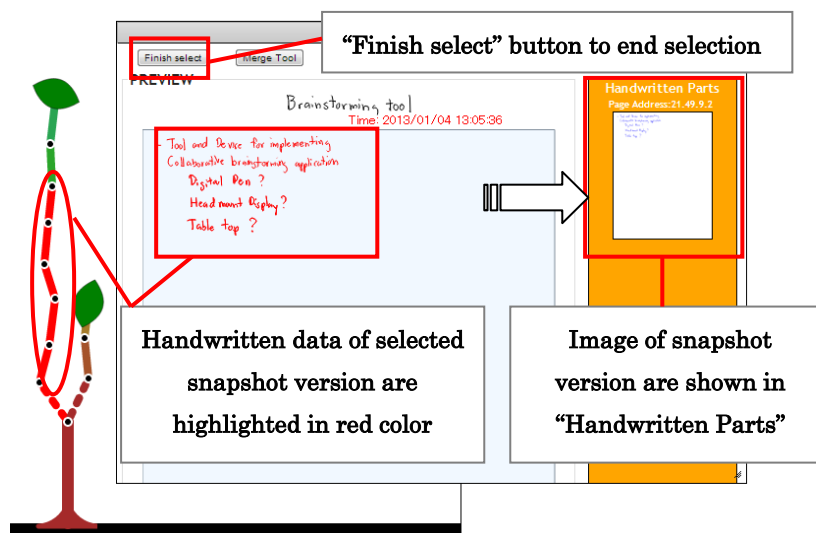 “Finish select” button to end selection
Finish select
Merge Tool
PREVIEW
Brainstorming tool
Time: 2013/01/04 13:05:36
- Tool and Device for implementing
Collaborative brainstorming application
Digital Pen ?
Head mount Display ?
Table top ?
Handwritten Parts
Page Address:21.49.9.2
Handwritten data of selected
snapshot version are
highlighted in red color
Image of snapshot
version are shown in
“Handwritten Parts”